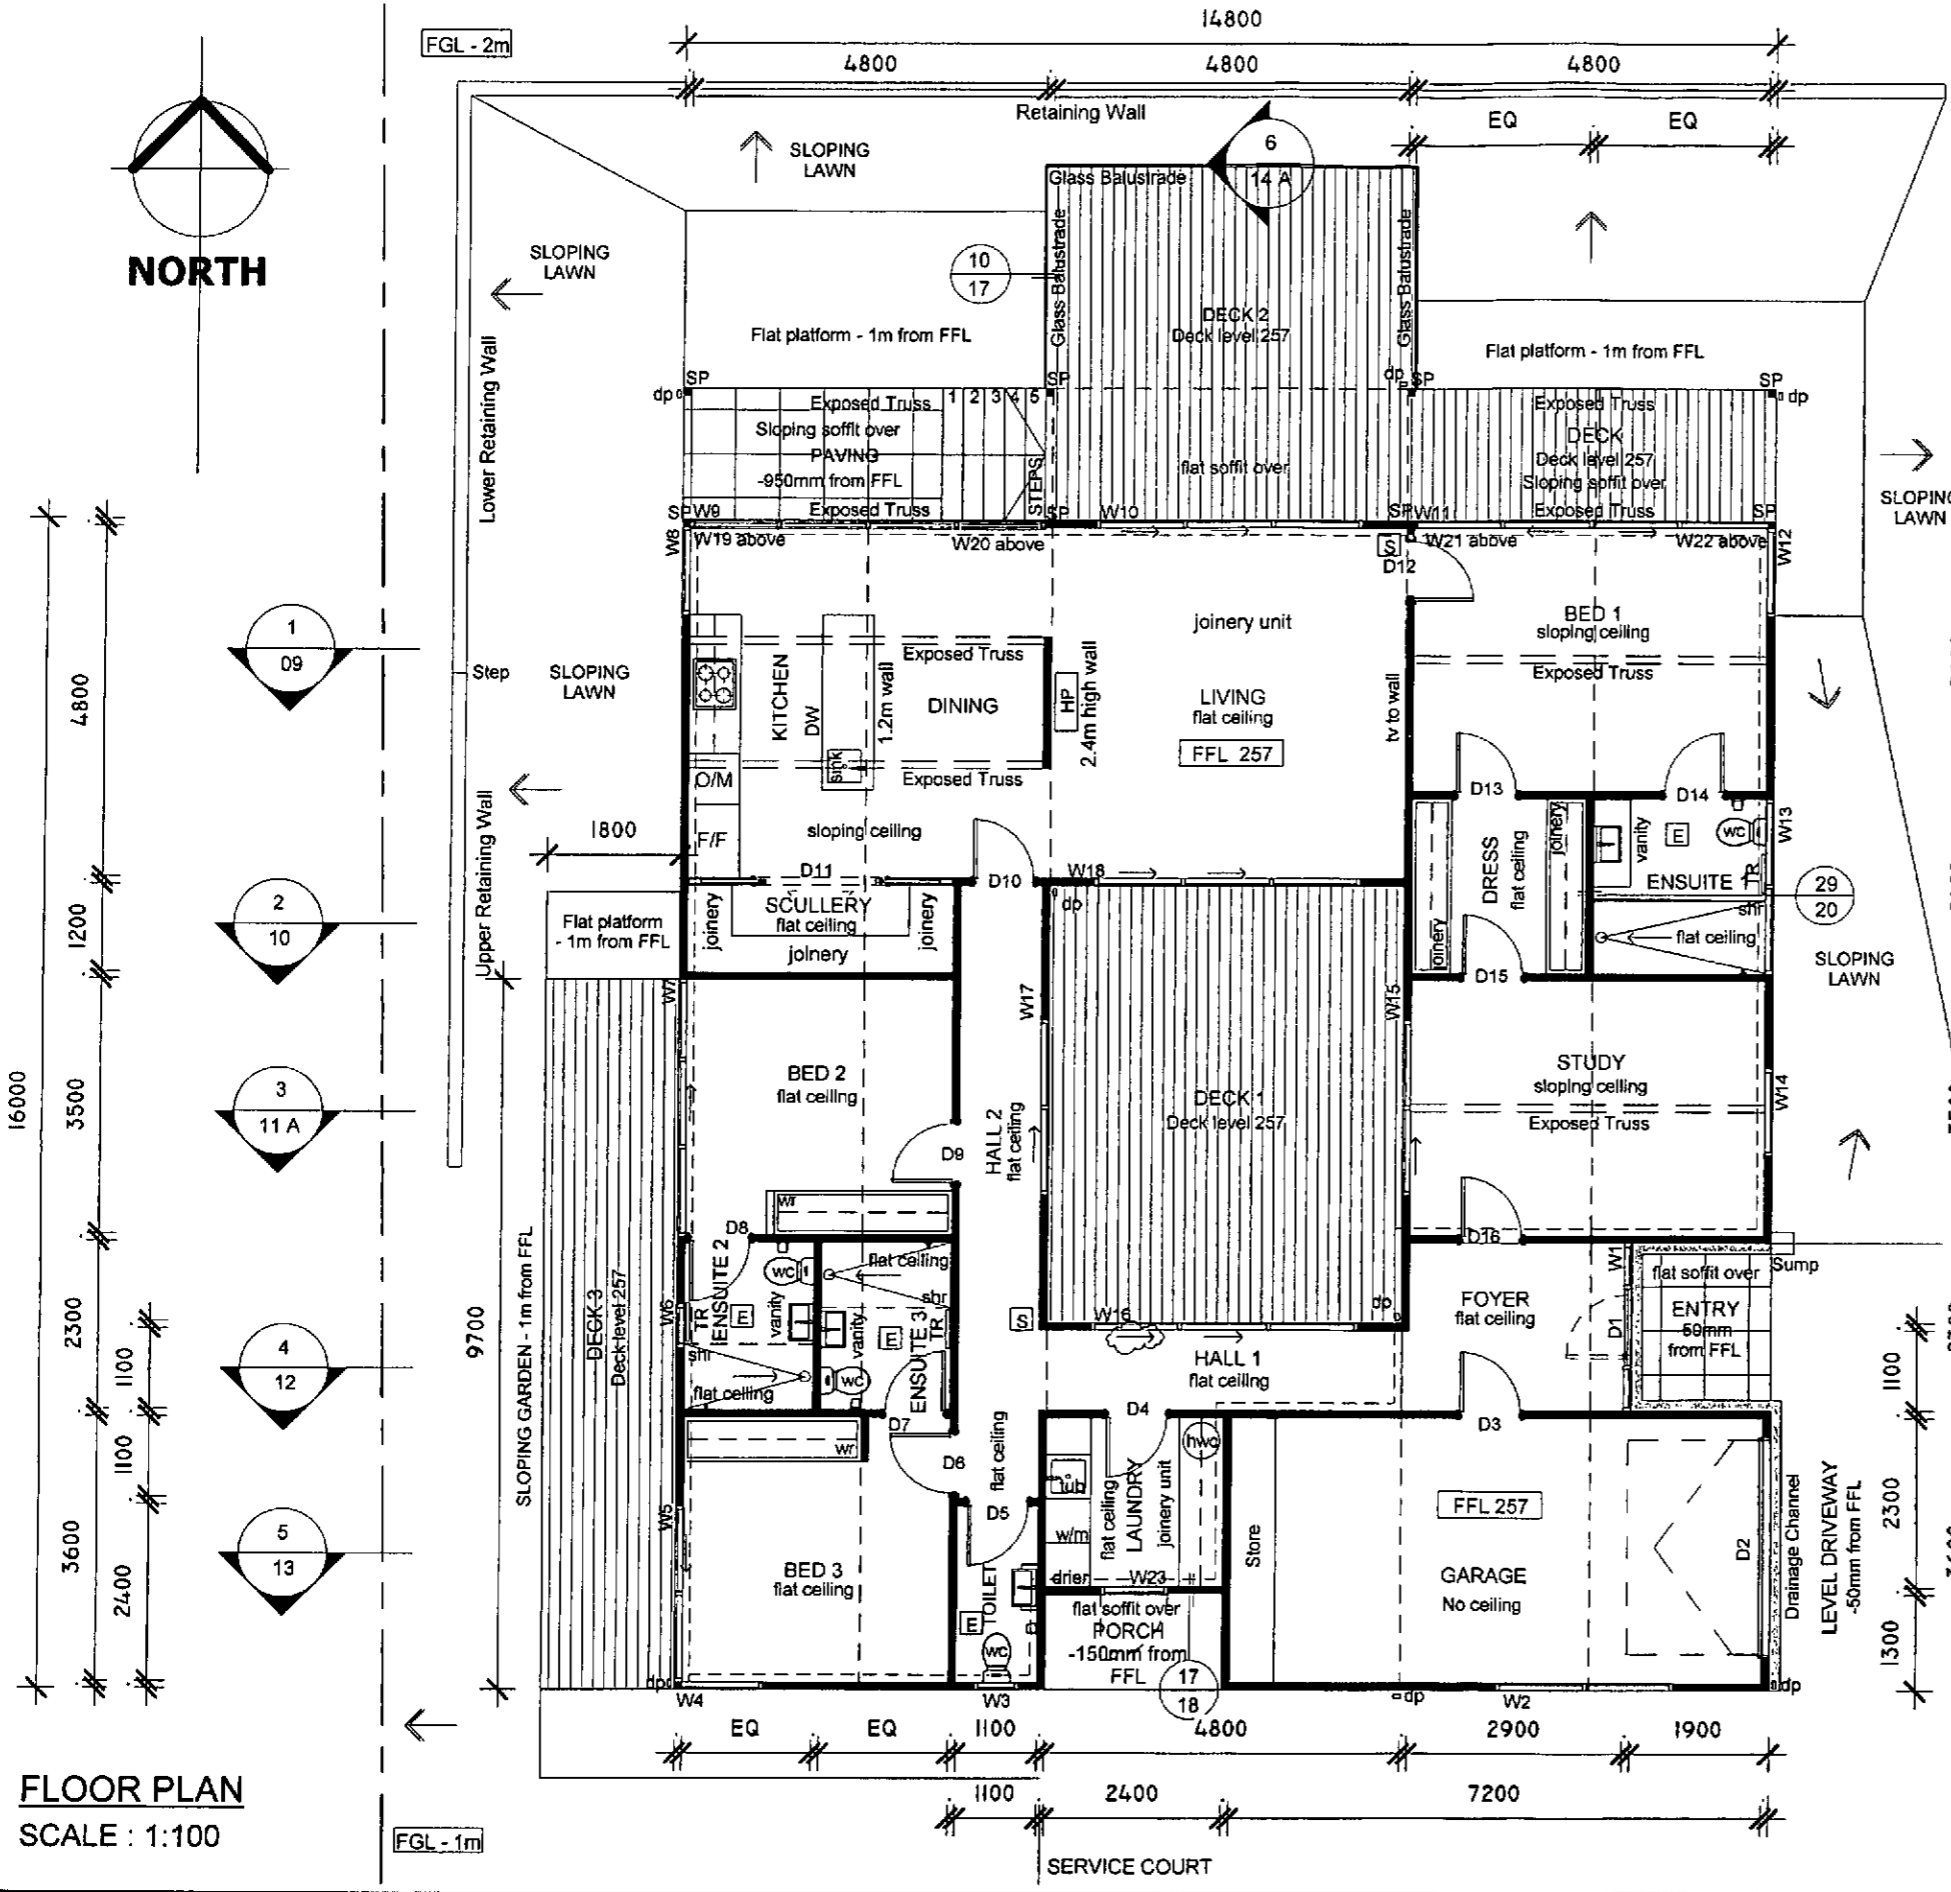 14800
FGL - 2m
4800
4800
4800
Retaining Wall
EQ
EQ
SLOPING
LAWN
6
14 A
Glass Balustrade
NORTH
SLOPING
LAWN
10
17
Glass Balustrade
Glass Balustrade
DECK 2
Deck level 257
Flat platform - 1m from FFL
Flat platform - 1m from FFL
Lower Retaining Wall
SP
SP
dp
SP
SP
dp
dp
Exposed Truss
1 2 3 4 5
Exposed Truss
Sloping soffit over
DECK
PAVING
Deck level 257
-950mm from FFL
STEPS
flat soffit over
Sloping soffit over
Exposed Truss
Exposed Truss
SLOPING
LAWN
SP
W9
SP
W10
SP
W11
SP
W8
W19 above
W20 above
S
W21 above
W22 above
W12
D12
1
09
BED 1
sloping ceiling
joinery unit
Exposed Truss
Exposed Truss
Step
SLOPING
LAWN
4800
KITCHEN
DW
1.2m wall
DINING
HP
2.4m high wall
LIVING
flat ceiling
tv to wall
FFL 257
sink
Exposed Truss
O/M
D13
D14
F/F
sloping ceiling
1800
Upper Retaining Wall
joinery
vanity
E
WC
W13
DRESS
flat ceiling
D11
D10
W18
ENSUITE 1
TR
29
20
2
10
1200
Flat platform
- 1m from FFL
joinery
SCULLERY
flat ceiling
joinery
joinery
dp
shr
flat ceiling
joinery
D15
SLOPING
LAWN
W7
W17
W15
16000
3
11 A
3500
BED 2
flat ceiling
HALL 2
flat ceiling
DECK 1
Deck level 257
STUDY
sloping ceiling
Exposed Truss
W14
D9
wr
D8
D16
W1
flat soffit over
Sump
SLOPING GARDEN - 1m from FFL
9700
DECK 3
Deck level 257
W6
TR
ENSUITE 2
WC
E
vanity
shr
flat ceiling
flat ceiling
shr
vanity
E
TR
ENSUITE 3
WC
S
W16
dp
FOYER
flat ceiling
D1
ENTRY
-50mm
from FFL
2300
1100
4
12
HALL 1
flat ceiling
1100
D7
D4
D3
wr
D6
flat ceiling
hwc
1100
W5
D5
tub
w/m
flat ceiling
LAUNDRY
joinery unit
Store
FFL 257
D2
Drainage Channel
LEVEL DRIVEWAY
-50mm from FFL
2300
5
13
3600
2400
BED 3
flat ceiling
TOILET
E
WC
drier
W23
GARAGE
No ceiling
flat soffit over
PORCH
-150mm from
FFL
1300
dp
W4
W3
17
18
dp
W2
dp
EQ
EQ
1100
4800
2900
1900
FLOOR PLAN
1100
2400
7200
SCALE : 1:100
FGL - 1m
SERVICE COURT